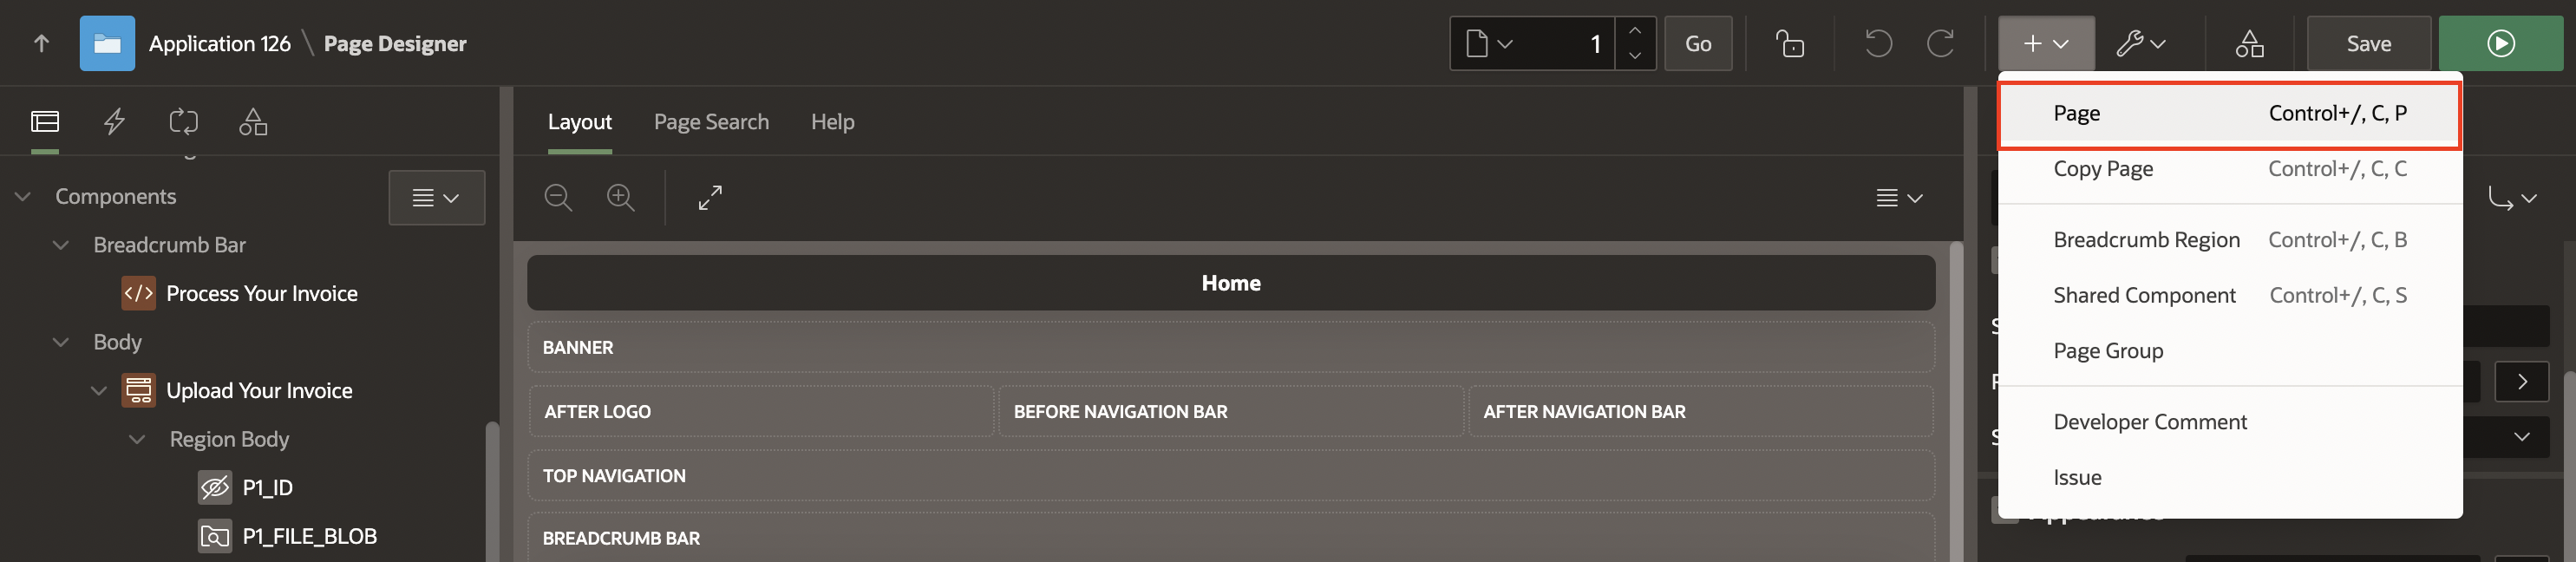 Application 126 \ Page Designer
1
Go
Save
Layout Page Search Help
Components
Breadcrumb Bar
</> Process Your Invoice
Body
Upload Your Invoice
Region Body
P1_ID
P1_FILE_BLOB
Home
BANNER
AFTER LOGO BEFORE NAVIGATION BAR AFTER NAVIGATION BAR
TOP NAVIGATION
BREADCRUMB BAR
Page Control+/, C, P
Copy Page Control+/, C, C
Breadcrumb Region Control+/, C, B
Shared Component Control+/, C, S
Page Group
Developer Comment
Issue